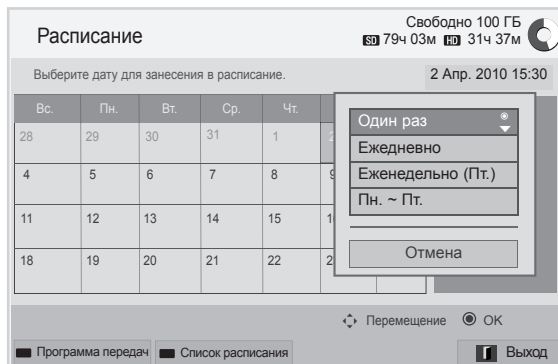 Расписание
Свободно 100 ГБ
SD 79ч 03м HD 31ч 37м
Выберите дату для занесения в расписание.
2 Апр. 2010 15:30
Вс. Пн. Вт. Ср. Чт.
28 29 30 31 1 2
4 5 6 7 8
11 12 13 14 15
18 19 20 21 22
Один раз
Ежедневно
Еженедельно (Пт.)
Пн. ~ Пт.
Отмена
Перемещение OK
Программа передач Список расписания Выход